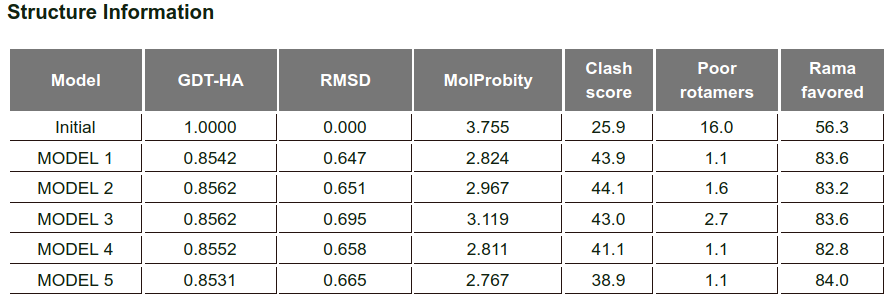 Structure Information
Model GDT-HA RMSD MolProbity Clash score Poor rotamers Rama favored
Initial 1.0000 0.000 3.755 25.9 16.0 56.3
MODEL 1 0.8542 0.647 2.824 43.9 1.1 83.6
MODEL 2 0.8562 0.651 2.967 44.1 1.6 83.2
MODEL 3 0.8562 0.695 3.119 43.0 2.7 83.6
MODEL 4 0.8552 0.658 2.811 41.1 1.1 82.8
MODEL 5 0.8531 0.665 2.767 38.9 1.1 84.0